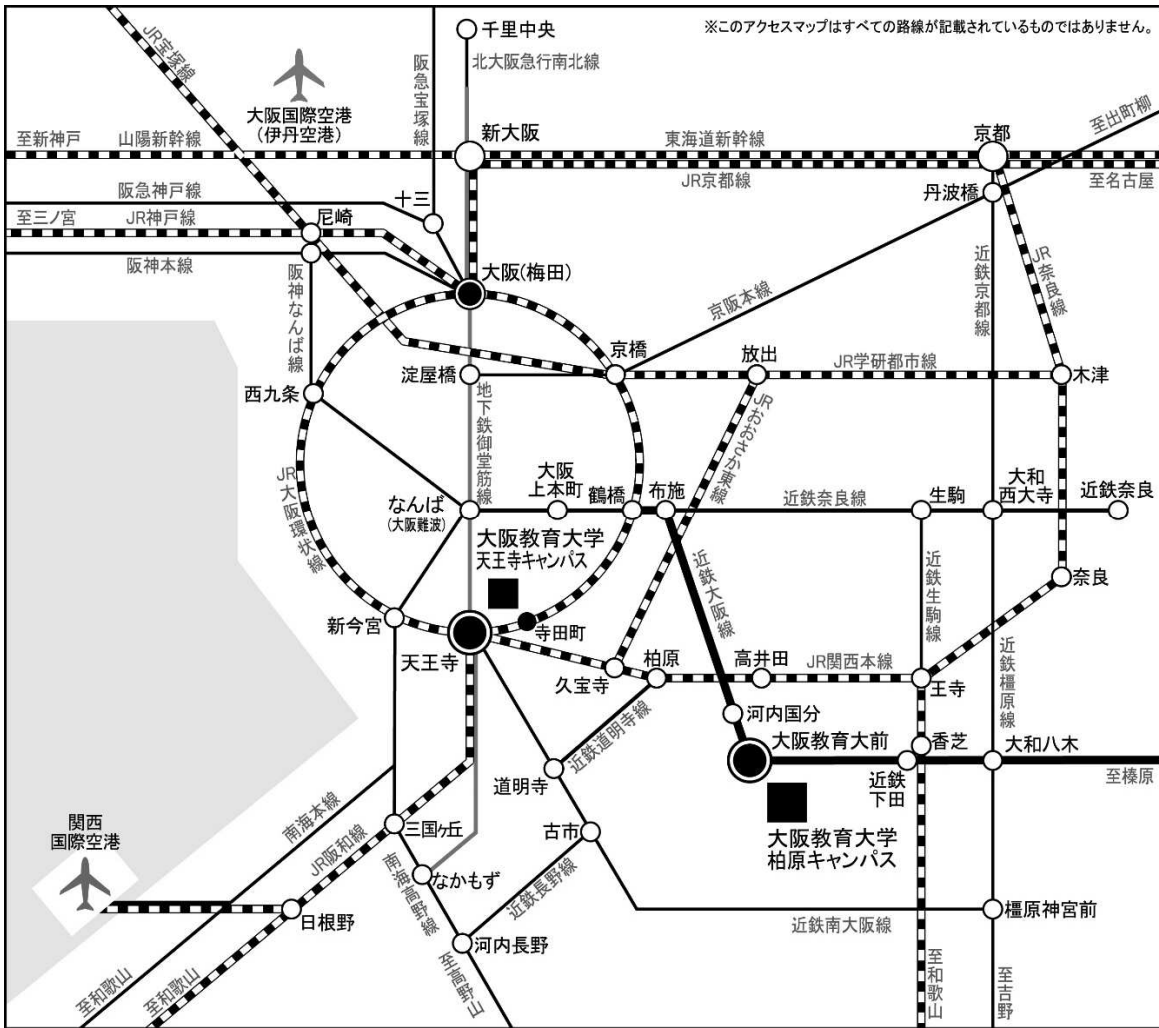 千里中央
※このアクセスマップはすべての路線が記載されているものではありません。
JR宝塚線
阪急宝塚線
北大阪急行南北線
大阪国際空港
(伊丹空港)
新大阪
東海道新幹線
京都
至出町柳
至新神戸
山陽新幹線
JR京都線
至名古屋
阪急神戸線
十三
丹波橋
至三ノ宮
JR神戸線
尼崎
阪神本線
大阪(梅田)
阪神なんば線
京阪本線
近鉄京都線
JR奈良線
京橋
放出
JR学研都市線
木津
淀屋橋
西九条
地下鉄御堂筋線
JRおおさか東線
JR大阪環状線
大阪
上本町
鶴橋
布施
近鉄奈良線
生駒
大和
西大寺
近鉄奈良
なんば
(大阪難波)
大阪教育大学
天王寺キャンパス
近鉄大阪線
近鉄生駒線
奈良
新今宮
寺田町
天王寺
久宝寺
柏原
高井田
JR関西本線
王寺
近鉄橿原線
近鉄道明寺線
河内国分
大阪教育大前
香芝
大和八木
道明寺
近鉄
下田
至榛原
大阪教育大学
柏原キャンパス
関西
国際空港
南海本線
JR阪和線
三国ヶ丘
古市
なかもず
南海高野線
近鉄長野線
日根野
近鉄南大阪線
橿原神宮前
河内長野
至和歌山
至和歌山
至高野山
至和歌山
至吉野